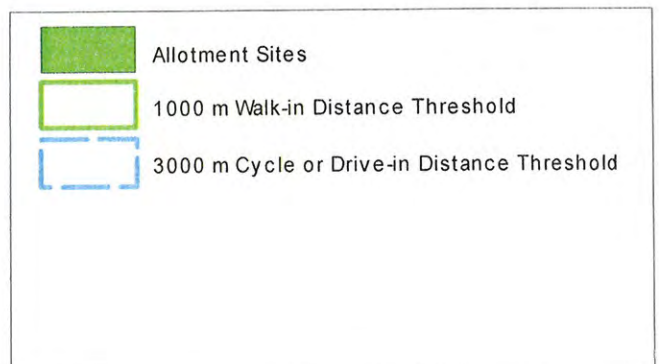 Allotment Sites
1000 m Walk-in Distance Threshold
3000 m Cycle or Drive-in Distance Threshold